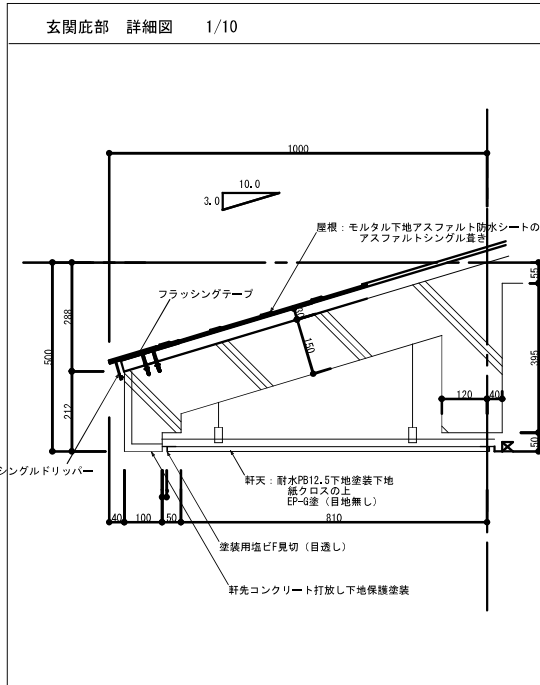 玄関庇部 詳細図 1/10
1000
10.0
3.0
屋根:モルタル下地アスファルト防水シートの
アスファルトシングル葺き
フラッシングテーブ
55
288
500
30
150
395
212
120
40
50
シングルドリッパー
軒天:耐水PB12.5下地塗装下地
紙クロスの上
EP-G塗(目地無し)
40
100
50
810
塗装用塩ビF見切(目透し)
軒先コンクリート打放し下地保護塗装